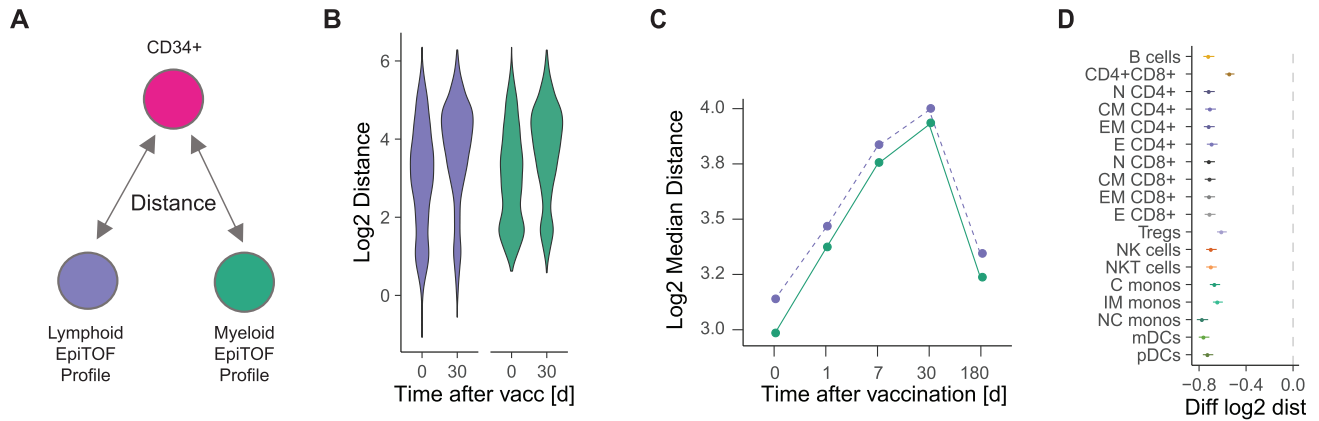 A
CD34+
Distance
Lymphoid
EpiTOF
Profile
Myeloid
EpiTOF
Profile
B
Log2 Distance
6
4
2
0
0
30
0
30
Time after vacc [d]
C
Log2 Median Distance
4.0
3.8
3.5
3.2
3.0
0
1
7
30
180
Time after vaccination [d]
D
B cells
CD4+CD8+
N CD4+
CM CD4+
EM CD4+
E CD4+
N CD8+
CM CD8+
EM CD8+
E CD8+
Tregs
NK cells
NKT cells
C monos
IM monos
NC monos
mDCs
pDCs
−0.8
−0.4
0.0
Diff log2 dist